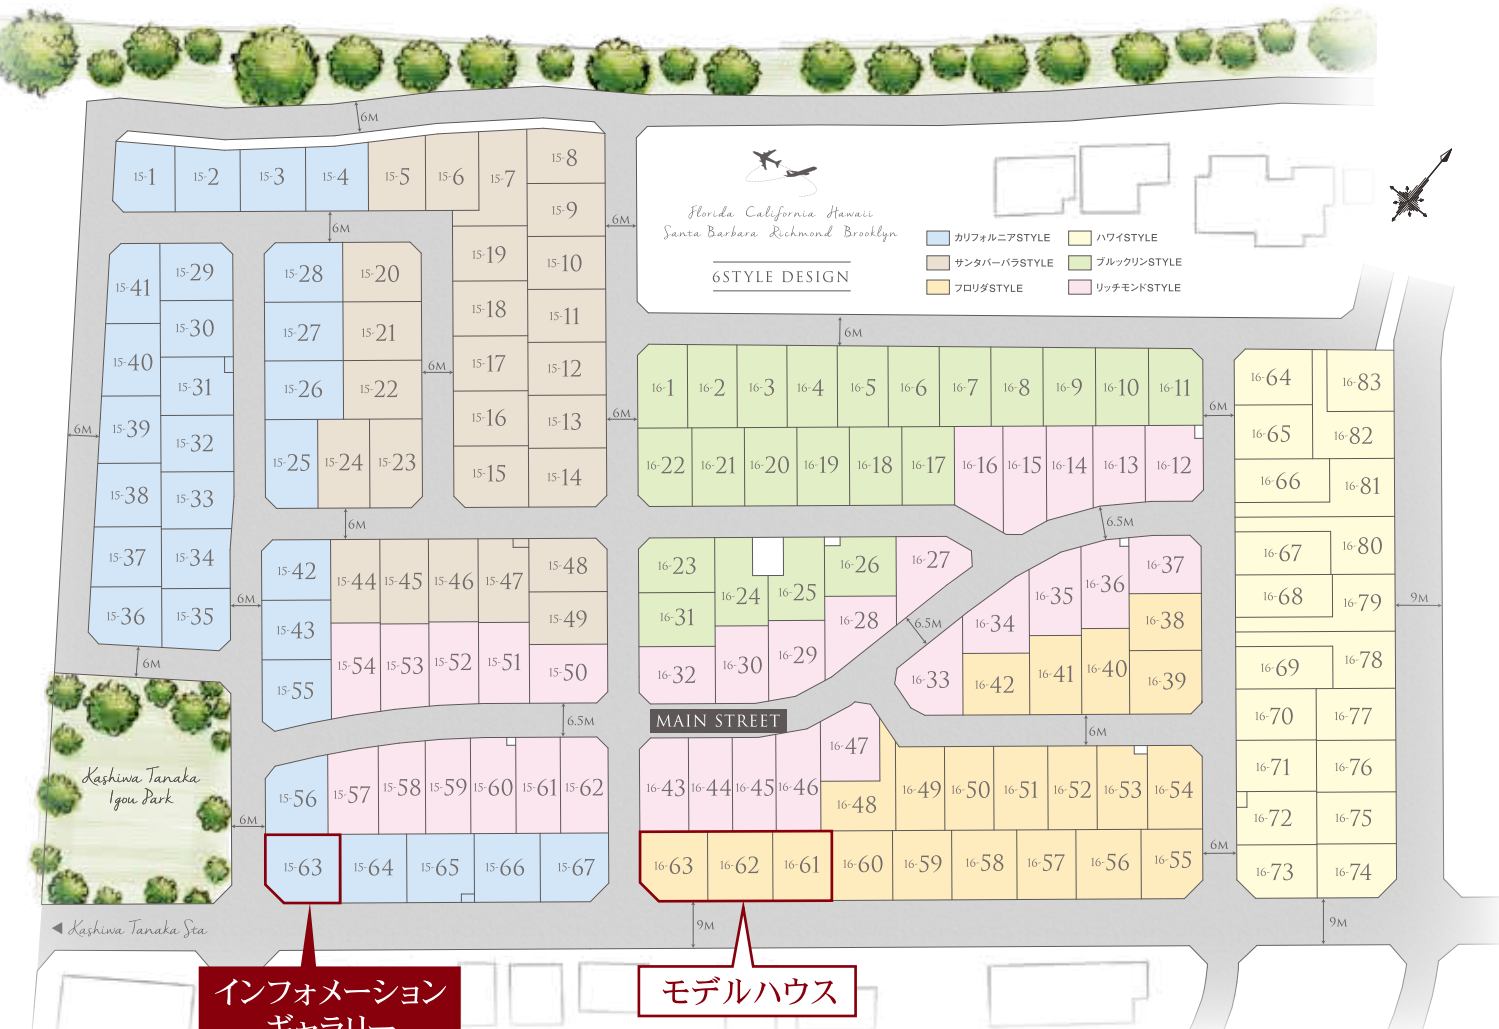 6M
15-1 15-2 15-3 15-4 15-5 15-6 15-7 15-8
15-9
6M
6M
Florida California Hawaii
Santa Barbara Richmond Brooklyn
6STYLE DESIGN
カリフォルニアSTYLE
ハワイSTYLE
サンタバーバラSTYLE
ブルックリンSTYLE
フロリダSTYLE
リッチモンドSTYLE
15-41 15-29 15-28 15-20 15-19 15-10
15-30 15-27 15-21 15-18 15-11
6M
15-40 15-31 15-26 15-22 6M 15-17 15-12
6M 15-39 15-32 15-16 15-13 6M
15-38 15-33 15-25 15-24 15-23 15-15 15-14
16-1 16-2 16-3 16-4 16-5 16-6 16-7 16-8 16-9 16-10 16-11
6M
16-22 16-21 16-20 16-19 16-18 16-17 16-16 16-15 16-14 16-13 16-12
16-64 16-83
16-65 16-82
16-66 16-81
16-67 16-80
16-68 16-79
9M
16-69 16-78
16-70 16-77
16-71 16-76
16-72 16-75
16-73 16-74
6M
6.5M
15-37 15-34 15-42 15-44 15-45 15-46 15-47 15-48
15-36 15-35 6M 15-43 15-49
15-55 15-54 15-53 15-52 15-51 15-50
6M
16-23 16-24 16-25 16-26 16-27
16-31 16-28
16-32 16-30 16-29
6.5M
16-37
16-36
16-35
16-34 16-38
16-33 16-42 16-41 16-40 16-39
6.5M
MAIN STREET
6M
Kashiwa Tanaka
Igou Park
6M
15-56 15-57 15-58 15-59 15-60 15-61 15-62
15-63 15-64 15-65 15-66 15-67
16-43 16-44 16-45 16-46 16-47
16-48 16-49 16-50 16-51 16-52 16-53 16-54
16-63 16-62 16-61 16-60 16-59 16-58 16-57 16-56 16-55
6M
Kashiwa Tanaka Sta
9M
9M
インフォメーション
ギャラリー
モデルハウス